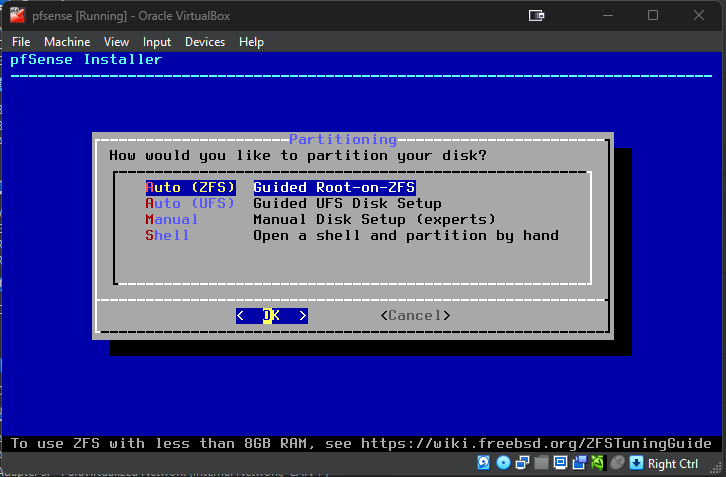 pfsense [Running] - Oracle VirtualBox
File Machine View Input Devices Help
pfSense Installer
Partitioning
How would you like to partition your disk?
Auto (ZFS) Guided Root-on-ZFS
Auto (UFS) Guided UFS Disk Setup
Manual Manual Disk Setup (experts)
Shell Open a shell and partition by hand
< OK > <Cancel>
To use ZFS with less than 8GB RAM, see https://wiki.freebsd.org/ZFSTuningGuide
Right Ctrl